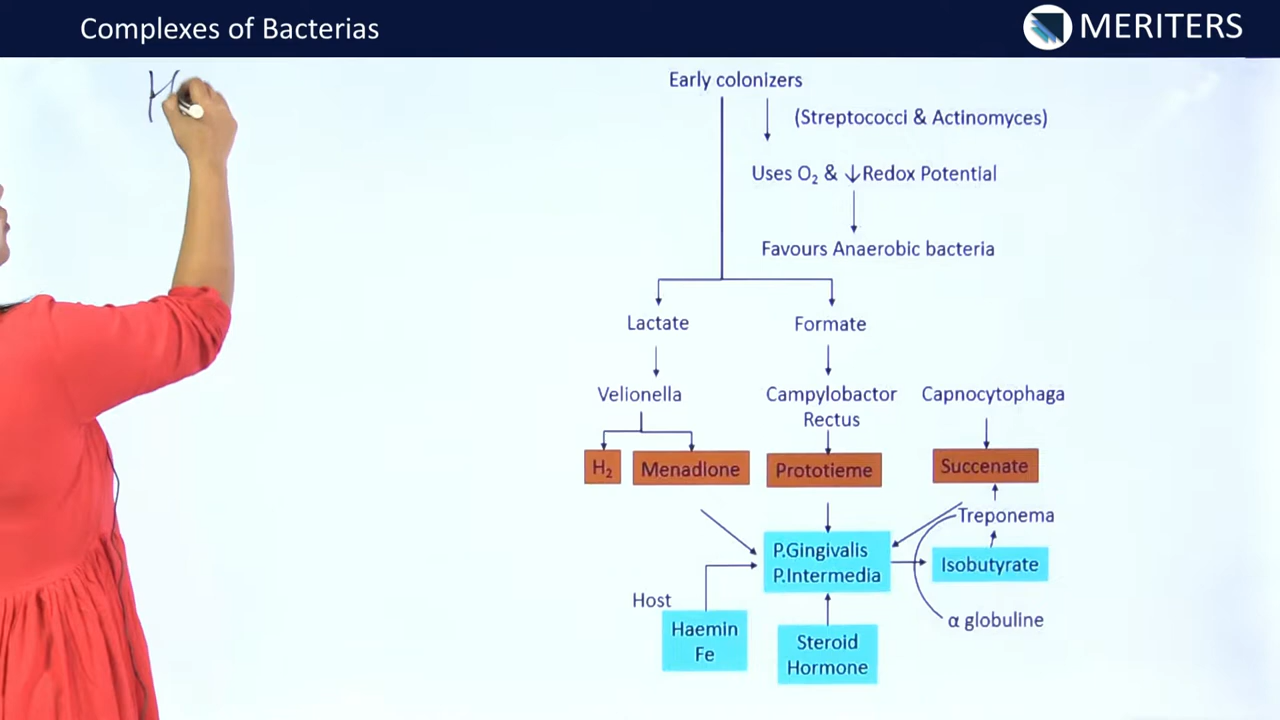 Complexes of Bacterias
MERITERS
Early colonizers
(Streptococci & Actinomyces)
Uses O₂ & ↓Redox Potential
Favours Anaerobic bacteria
Lactate
Formate
Velionella
Campylobactor
Rectus
Capnocytophaga
H₂
Menadlone
Prototieme
Succenate
Treponema
P.Gingivalis
P.Intermedia
Isobutyrate
Host
Haemin
Fe
Steroid
Hormone
α globuline